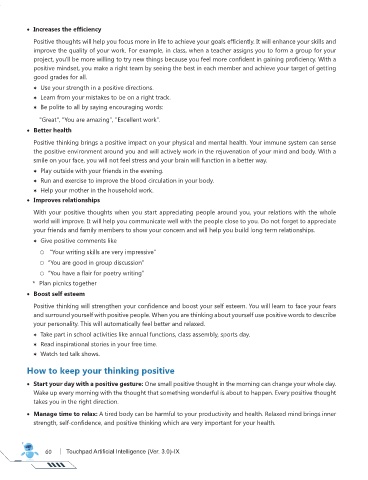 • Increases the efficiency
Positive thoughts will help you focus more in life to achieve your goals efficiently. It will enhance your skills and
improve the quality of your work. For example, in class, when a teacher assigns you to form a group for your
project, you'll be more willing to try new things because you feel more confident in gaining proficiency. With a
positive mindset, you make a right team by seeing the best in each member and achieve your target of getting
good grades for all.
• Use your strength in a positive directions.
• Learn from your mistakes to be on a right track.
• Be polite to all by saying encouraging words:
"Great", "You are amazing", "Excellent work".
• Better health
Positive thinking brings a positive impact on your physical and mental health. Your immune system can sense
the positive environment around you and will actively work in the rejuvenation of your mind and body. With a
smile on your face, you will not feel stress and your brain will function in a better way.
• Play outside with your friends in the evening.
• Run and exercise to improve the blood circulation in your body.
• Help your mother in the household work.
• Improves relationships
With your positive thoughts when you start appreciating people around you, your relations with the whole
world will improve. It will help you communicate well with the people close to you. Do not forget to appreciate
your friends and family members to show your concern and will help you build long term relationships.
• Give positive comments like
○ "Your writing skills are very impressive"
○ "You are good in group discussion"
○ "You have a flair for poetry writing"
* Plan picnics together
• Boost self esteem
Positive thinking will strengthen your confidence and boost your self esteem. You will learn to face your fears
and surround yourself with positive people. When you are thinking about yourself use positive words to describe
your personality. This will automatically feel better and relaxed.
• Take part in school activities like annual functions, class assembly, sports day.
• Read inspirational stories in your free time.
• Watch ted talk shows.
How to keep your thinking positive
• Start your day with a positive gesture: One small positive thought in the morning can change your whole day.
Wake up every morning with the thought that something wonderful is about to happen. Every positive thought
takes you in the right direction.
• Manage time to relax: A tired body can be harmful to your productivity and health. Relaxed mind brings inner
strength, self-confidence, and positive thinking which are very important for your health.
60 | Touchpad Artificial Intelligence (Ver. 3.0)-IX